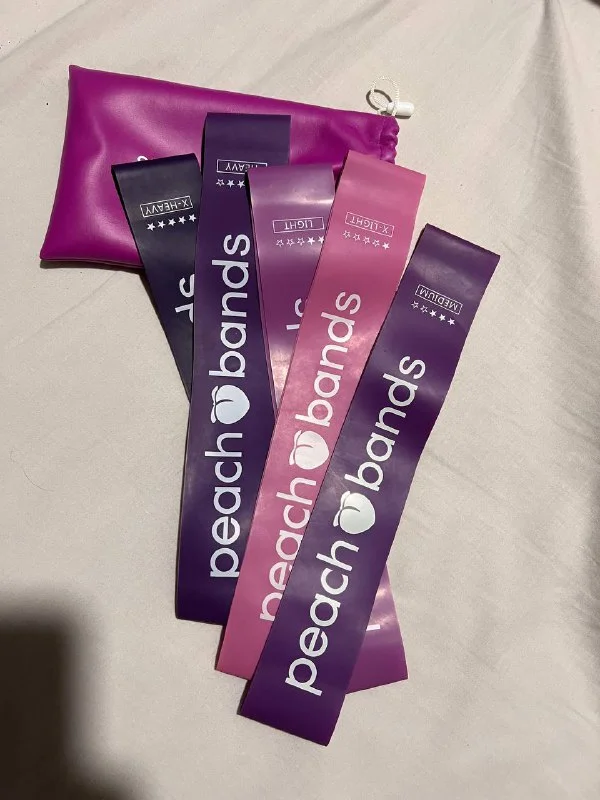 X-HEAVY
★★★★★
HEAVY
★★★★☆
peach bands
LIGHT
★★☆☆☆
X-LIGHT
★☆☆☆☆
peach bands
MEDIUM
★★★☆☆
peach bands